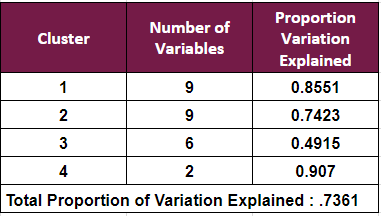 Cluster Number of Variables Proportion Variation Explained
1 9 0.8551
2 9 0.7423
3 6 0.4915
4 2 0.907
Total Proportion of Variation Explained : .7361